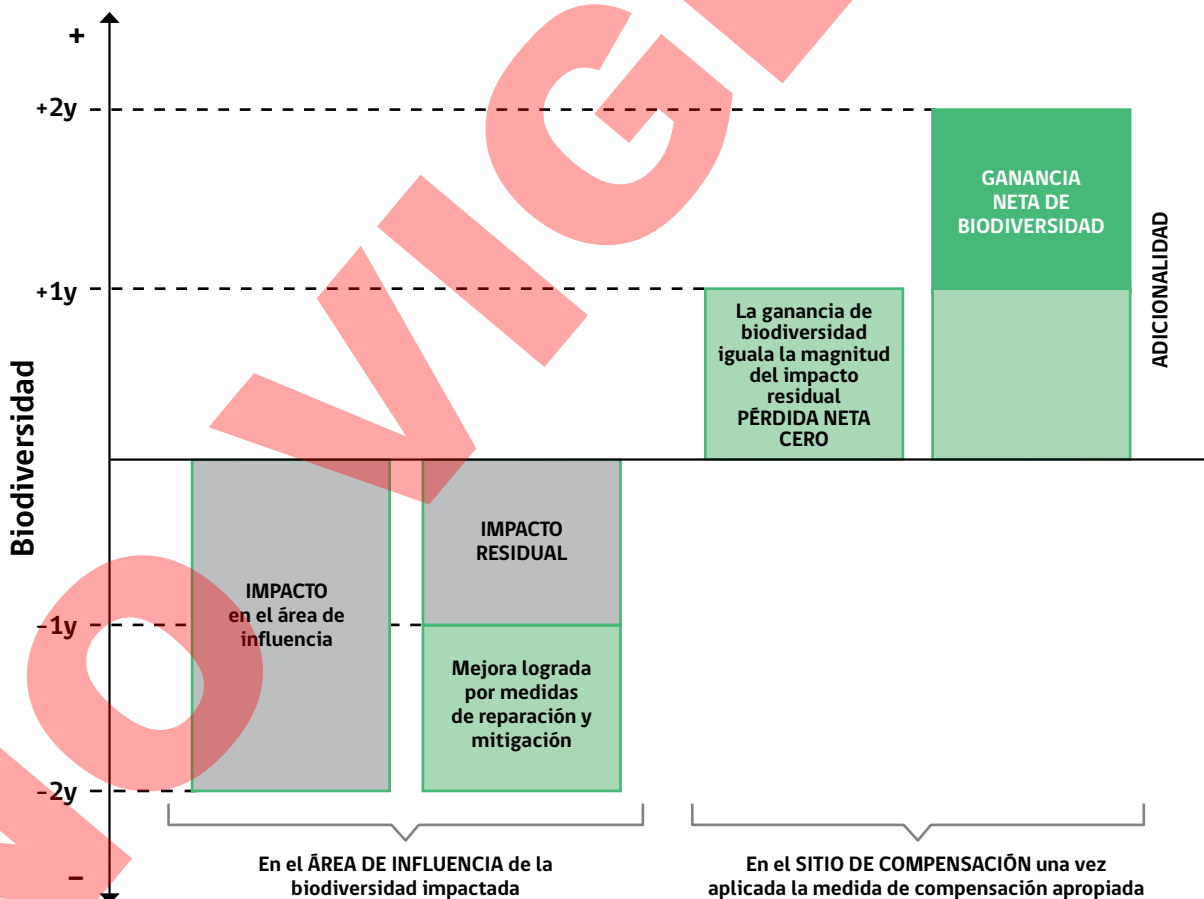 +
+2y
+1y
-1y
-2y
–
Biodiversidad
IMPACTO
en el área de
influencia
IMPACTO
RESIDUAL
Mejora lograda
por medidas
de reparación y
mitigación
La ganancia de
biodiversidad
iguala la magnitud
del impacto
residual
PÉRDIDA NETA
CERO
GANANCIA
NETA DE
BIODIVERSIDAD
ADICIONALIDAD
En el ÁREA DE INFLUENCIA de la
biodiversidad impactada
En el SITIO DE COMPENSACIÓN una vez
aplicada la medida de compensación apropiada